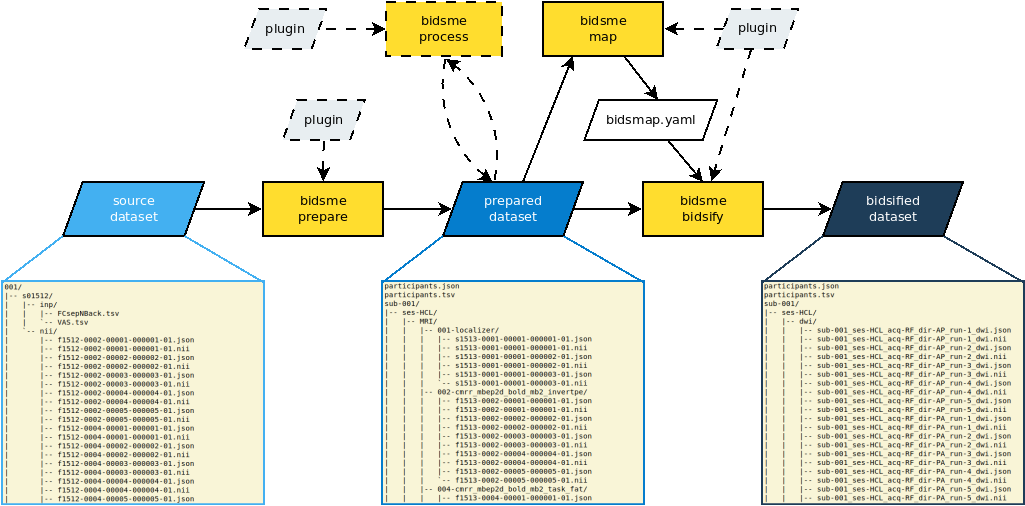 plugin
bidsme
process
bidsme
map
plugin
plugin
bidsmap.yaml
source
dataset
bidsme
prepare
prepared
dataset
bidsme
bidsify
bidsified
dataset
001/
|-- s01512/
|   |-- inp/
|   |   |-- FCsepNBack.tsv
|   |   `-- VAS.tsv
|   `-- nii/
|       |-- f1512-0002-00001-000001-01.json
|       |-- f1512-0002-00001-000001-01.nii
|       |-- f1512-0002-00002-000002-01.json
|       |-- f1512-0002-00002-000002-01.nii
|       |-- f1512-0002-00003-000003-01.json
|       |-- f1512-0002-00003-000003-01.nii
|       |-- f1512-0002-00004-000004-01.json
|       |-- f1512-0002-00004-000004-01.nii
|       |-- f1512-0002-00005-000005-01.json
|       |-- f1512-0002-00005-000005-01.nii
|       |-- f1512-0004-00001-000001-01.json
|       |-- f1512-0004-00001-000001-01.nii
|       |-- f1512-0004-00002-000002-01.json
|       |-- f1512-0004-00002-000002-01.nii
|       |-- f1512-0004-00003-000003-01.json
|       |-- f1512-0004-00003-000003-01.nii
|       |-- f1512-0004-00004-000004-01.json
|       |-- f1512-0004-00004-000004-01.nii
|       |-- f1512-0004-00005-000005-01.json
participants.json
participants.tsv
sub-001/
|-- ses-HCL/
|   |-- MRI/
|   |   |-- 001-localizer/
|   |   |   |-- s1513-0001-00001-000001-01.json
|   |   |   |-- s1513-0001-00001-000001-01.nii
|   |   |   |-- s1513-0001-00001-000002-01.json
|   |   |   |-- s1513-0001-00001-000002-01.nii
|   |   |   |-- s1513-0001-00001-000003-01.json
|   |   |   `-- s1513-0001-00001-000003-01.nii
|   |   |-- 002-cmrr_mbep2d_bold_mb2_invertpe/
|   |   |   |-- f1513-0002-00001-000001-01.json
|   |   |   |-- f1513-0002-00001-000001-01.nii
|   |   |   |-- f1513-0002-00002-000002-01.json
|   |   |   |-- f1513-0002-00002-000002-01.nii
|   |   |   |-- f1513-0002-00003-000003-01.json
|   |   |   |-- f1513-0002-00003-000003-01.nii
|   |   |   |-- f1513-0002-00004-000004-01.json
|   |   |   |-- f1513-0002-00004-000004-01.nii
|   |   |   |-- f1513-0002-00005-000005-01.json
|   |   |   `-- f1513-0002-00005-000005-01.nii
|   |   |-- 004-cmrr_mbep2d_bold_mb2_task_fat/
|   |   |   |-- f1513-0004-00001-000001-01.json
participants.json
participants.tsv
sub-001/
|-- ses-HCL/
|   |-- dwi/
|   |   |-- sub-001_ses-HCL_acq-RF_dir-AP_run-1_dwi.json
|   |   |-- sub-001_ses-HCL_acq-RF_dir-AP_run-1_dwi.nii
|   |   |-- sub-001_ses-HCL_acq-RF_dir-AP_run-2_dwi.json
|   |   |-- sub-001_ses-HCL_acq-RF_dir-AP_run-2_dwi.nii
|   |   |-- sub-001_ses-HCL_acq-RF_dir-AP_run-3_dwi.json
|   |   |-- sub-001_ses-HCL_acq-RF_dir-AP_run-3_dwi.nii
|   |   |-- sub-001_ses-HCL_acq-RF_dir-AP_run-4_dwi.json
|   |   |-- sub-001_ses-HCL_acq-RF_dir-AP_run-4_dwi.nii
|   |   |-- sub-001_ses-HCL_acq-RF_dir-AP_run-5_dwi.json
|   |   |-- sub-001_ses-HCL_acq-RF_dir-AP_run-5_dwi.nii
|   |   |-- sub-001_ses-HCL_acq-RF_dir-PA_run-1_dwi.json
|   |   |-- sub-001_ses-HCL_acq-RF_dir-PA_run-1_dwi.nii
|   |   |-- sub-001_ses-HCL_acq-RF_dir-PA_run-2_dwi.json
|   |   |-- sub-001_ses-HCL_acq-RF_dir-PA_run-2_dwi.nii
|   |   |-- sub-001_ses-HCL_acq-RF_dir-PA_run-3_dwi.json
|   |   |-- sub-001_ses-HCL_acq-RF_dir-PA_run-3_dwi.nii
|   |   |-- sub-001_ses-HCL_acq-RF_dir-PA_run-4_dwi.json
|   |   |-- sub-001_ses-HCL_acq-RF_dir-PA_run-4_dwi.nii
|   |   |-- sub-001_ses-HCL_acq-RF_dir-PA_run-5_dwi.json
|   |   |-- sub-001_ses-HCL_acq-RF_dir-PA_run-5_dwi.nii